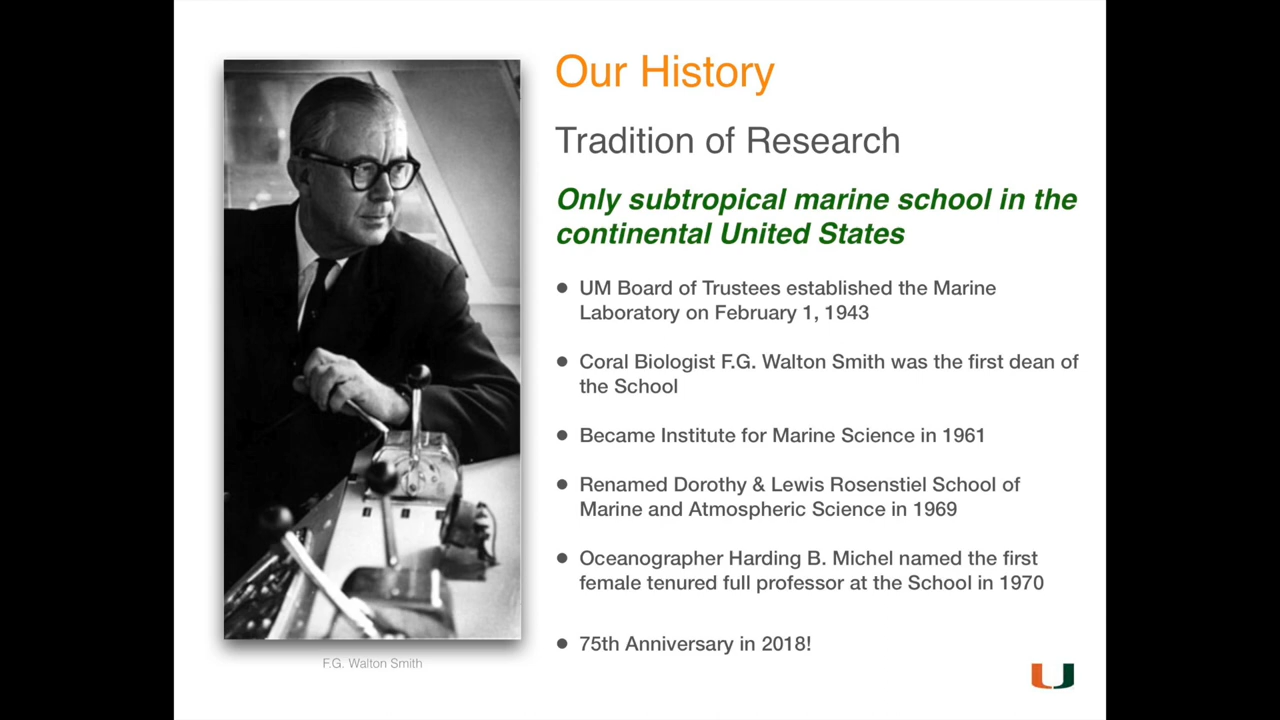 Our History
Tradition of Research
Only subtropical marine school in the
continental United States
● UM Board of Trustees established the Marine
Laboratory on February 1, 1943
● Coral Biologist F.G. Walton Smith was the first dean of
the School
● Became Institute for Marine Science in 1961
● Renamed Dorothy & Lewis Rosenstiel School of
Marine and Atmospheric Science in 1969
● Oceanographer Harding B. Michel named the first
female tenured full professor at the School in 1970
● 75th Anniversary in 2018!
F.G. Walton Smith
U